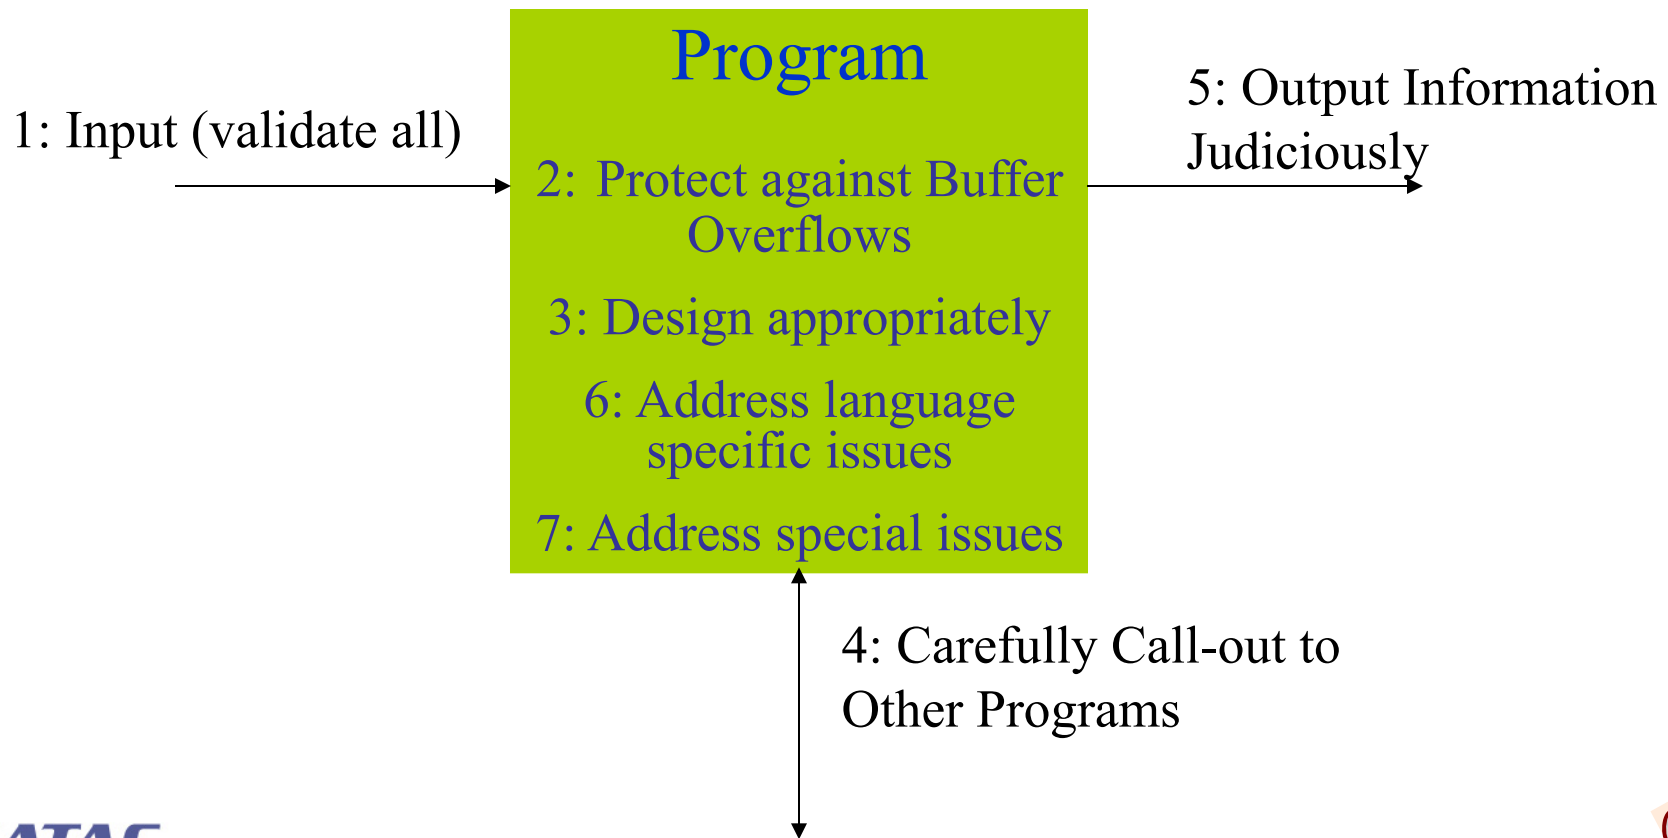 Program
1: Input (validate all)
5: Output Information
Judiciously
2: Protect against Buffer
Overflows
3: Design appropriately
6: Address language
specific issues
7: Address special issues
4: Carefully Call-out to
Other Programs